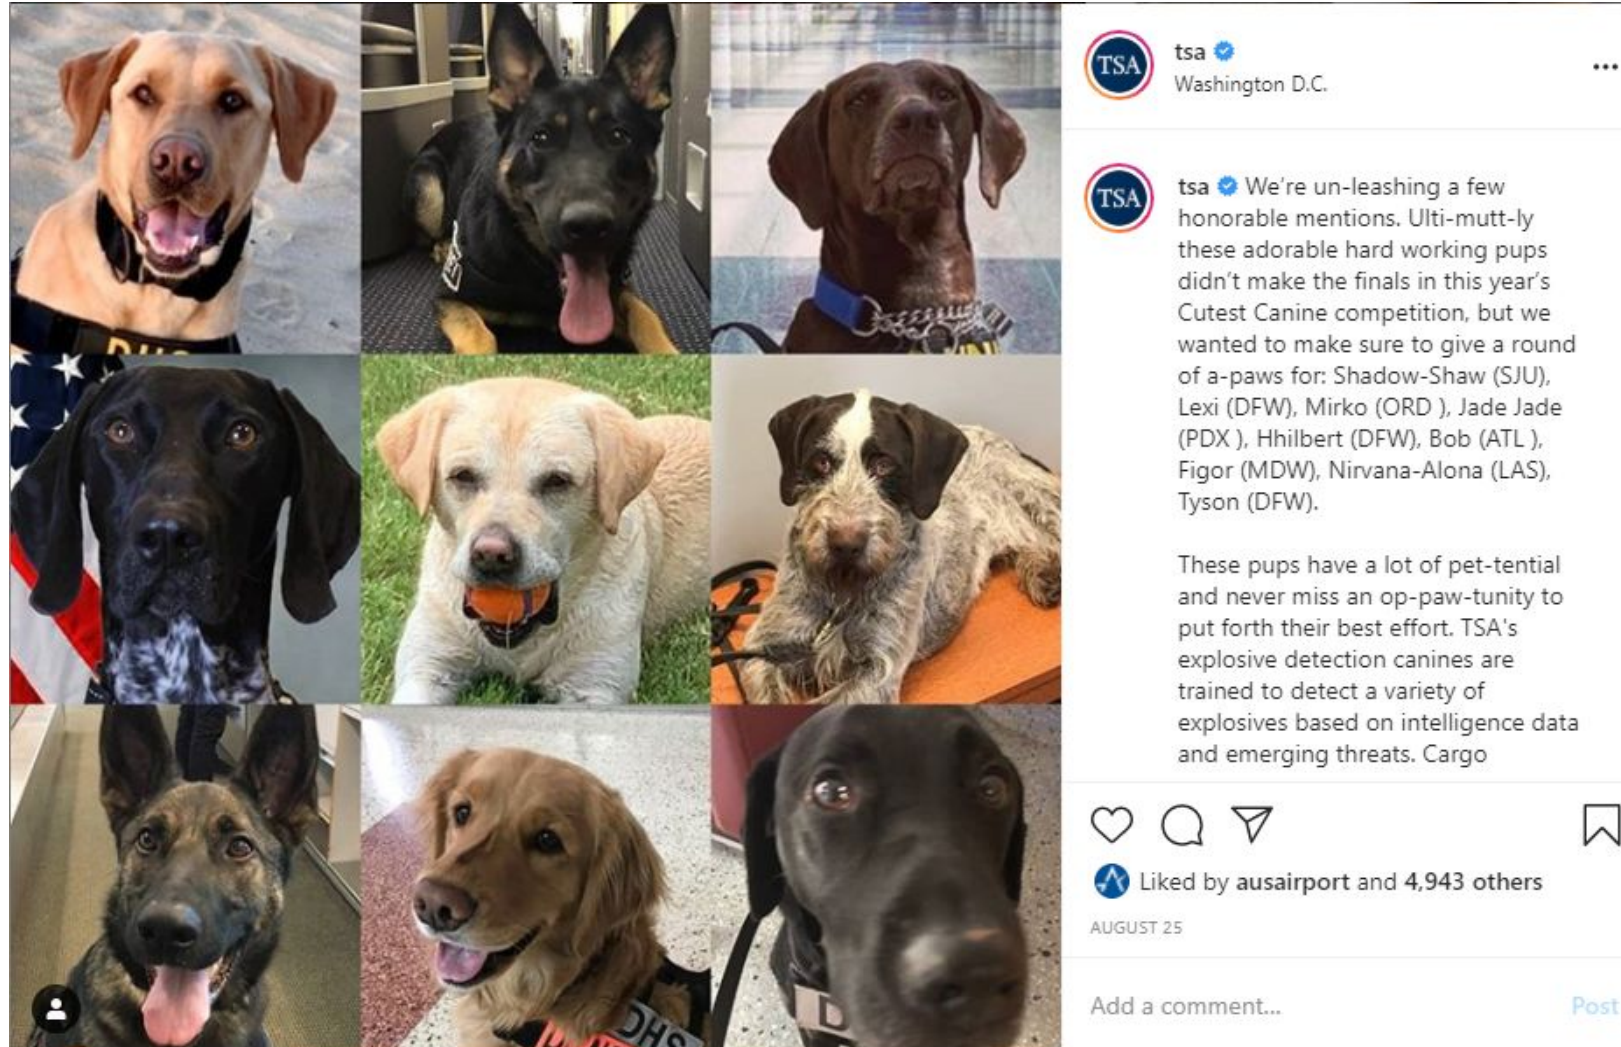 TSA
tsa
Washington D.C.
TSA
tsa We're un-leashing a few
honorable mentions. Ulti-mutt-ly
these adorable hard working pups
didn't make the finals in this year's
Cutest Canine competition, but we
wanted to make sure to give a round
of a-paws for: Shadow-Shaw (SJU),
Lexi (DFW), Mirko (ORD ), Jade Jade
(PDX ), Hhilbert (DFW), Bob (ATL ),
Figor (MDW), Nirvana-Alona (LAS),
Tyson (DFW).
These pups have a lot of pet-tential
and never miss an op-paw-tunity to
put forth their best effort. TSA's
explosive detection canines are
trained to detect a variety of
explosives based on intelligence data
and emerging threats. Cargo
Liked by ausairport and 4,943 others
AUGUST 25
Add a comment...
Post
DHS